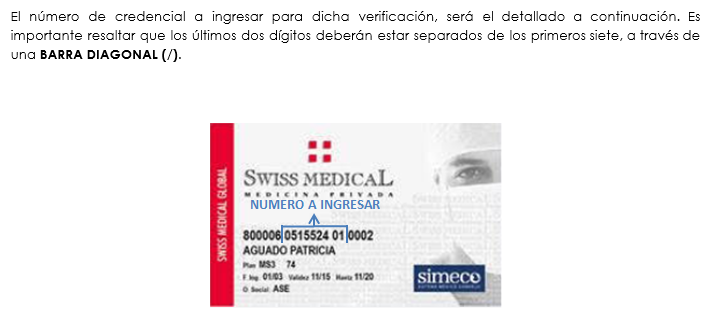 El número de credencial a ingresar para dicha verificación, será el detallado a continuación. Es
importante resaltar que los últimos dos dígitos deberán estar separados de los primeros siete, a través de
una BARRA DIAGONAL (/).
SWISS MEDICAL GLOBAL
SWISS MEDICAL
MEDICINA PRIVADA
NUMERO A INGRESAR
800006 0515524 01 0002
AGUADO PATRICIA
Plan MS3 74
F. Ing. 01/03 Validez 11/15 Hasta 11/20
O Social: ASE
simeco